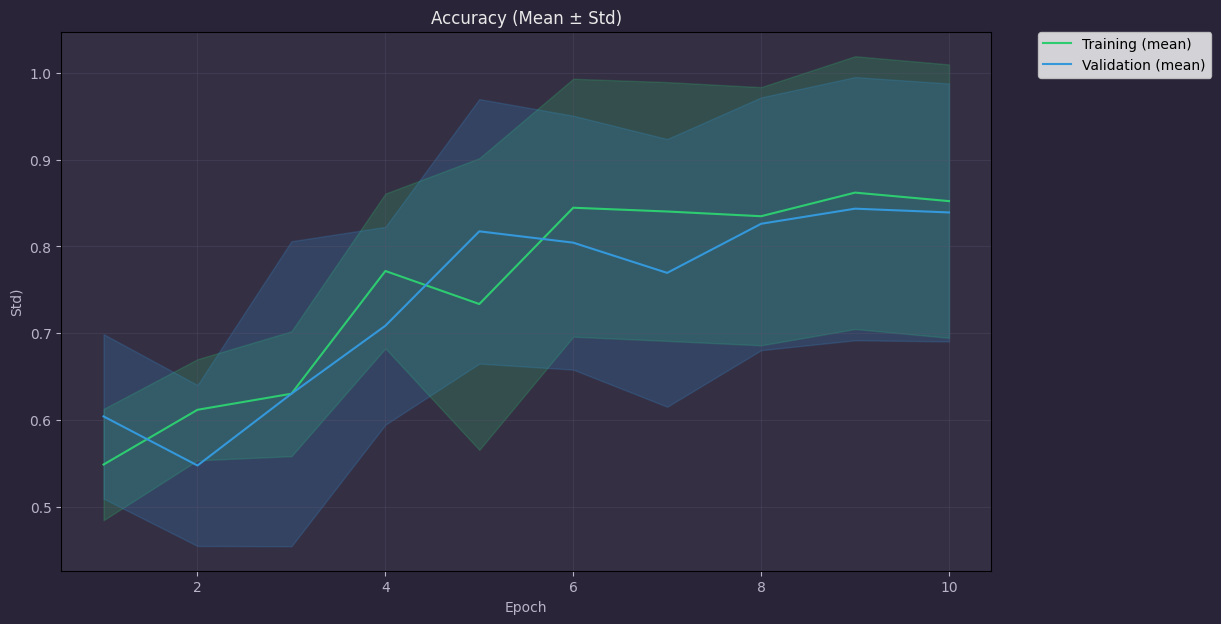 Accuracy (Mean ± Std)
Training (mean)
Validation (mean)
1.0
0.9
0.8
0.7
0.6
0.5
Std)
2 4 6 8 10
Epoch